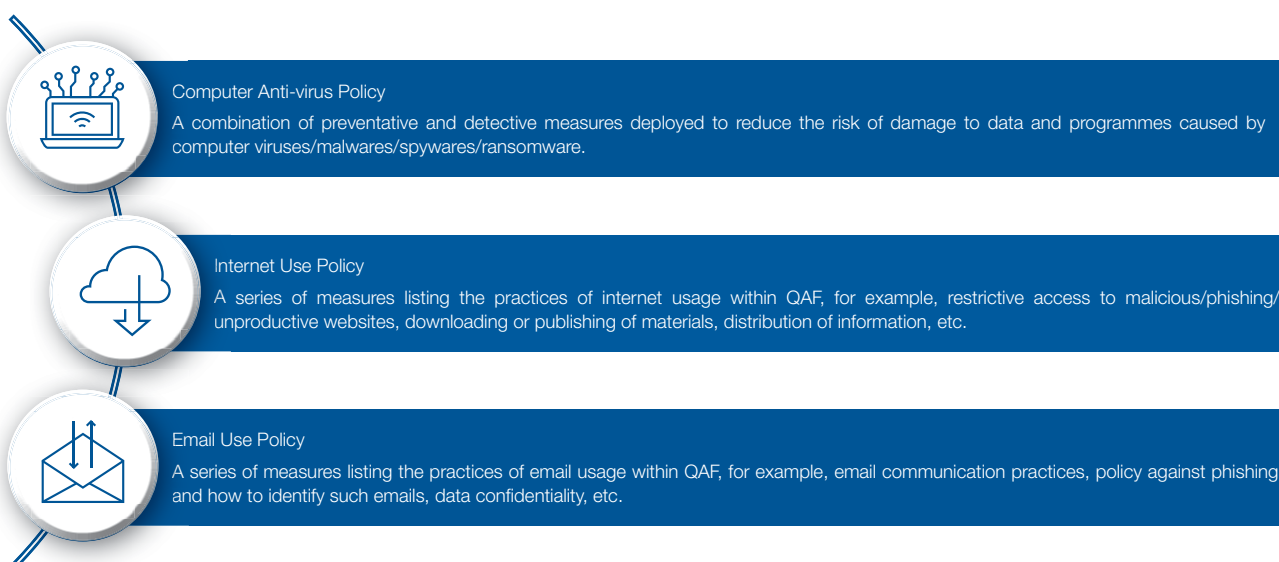 Computer Anti-virus Policy
A combination of preventative and detective measures deployed to reduce the risk of damage to data and programmes caused by
computer viruses/malwares/spywares/ransomware.
Internet Use Policy
A series of measures listing the practices of internet usage within QAF, for example, restrictive access to malicious/phishing/
unproductive websites, downloading or publishing of materials, distribution of information, etc.
Email Use Policy
A series of measures listing the practices of email usage within QAF, for example, email communication practices, policy against phishing
and how to identify such emails, data confidentiality, etc.